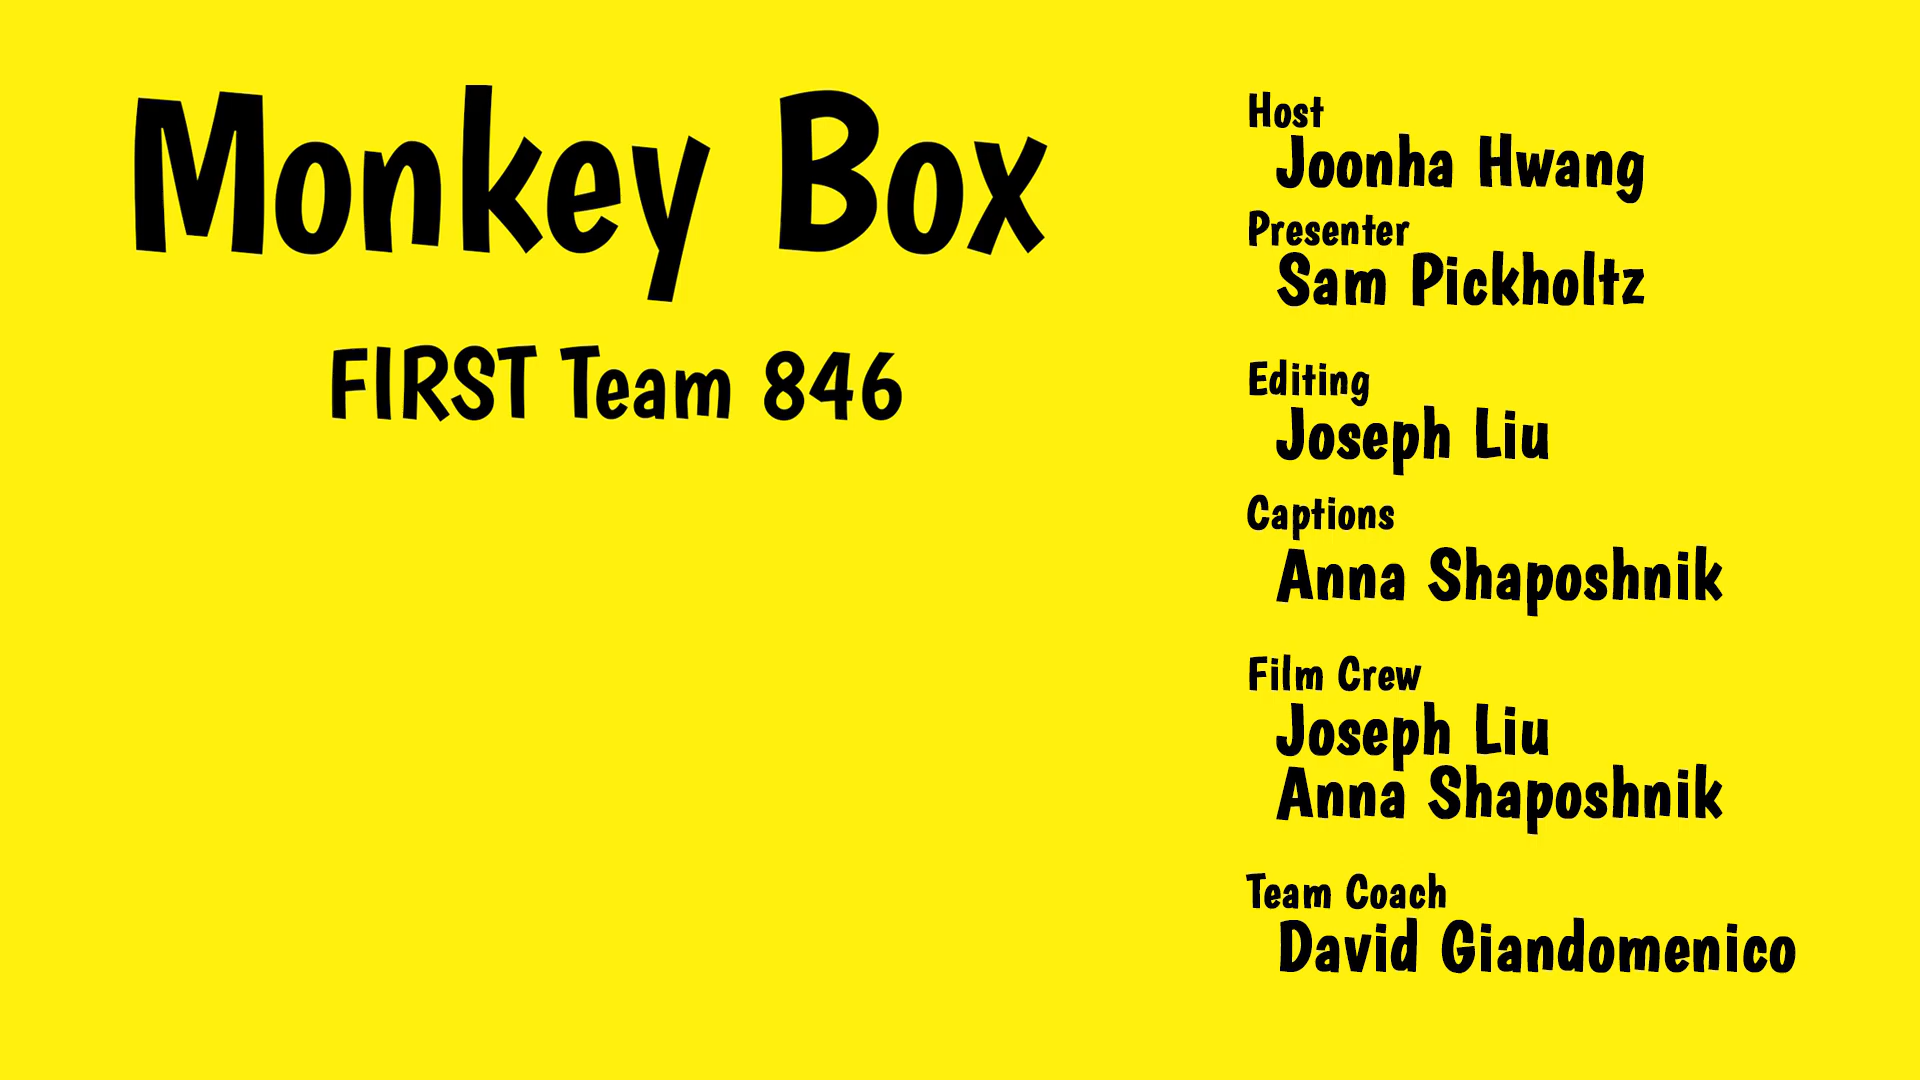 Monkey Box
FIRST Team 846
Host
Joonha Hwang
Presenter
Sam Pickholtz
Editing
Joseph Liu
Captions
Anna Shaposhnik
Film Crew
Joseph Liu
Anna Shaposhnik
Team Coach
David Giandomenico